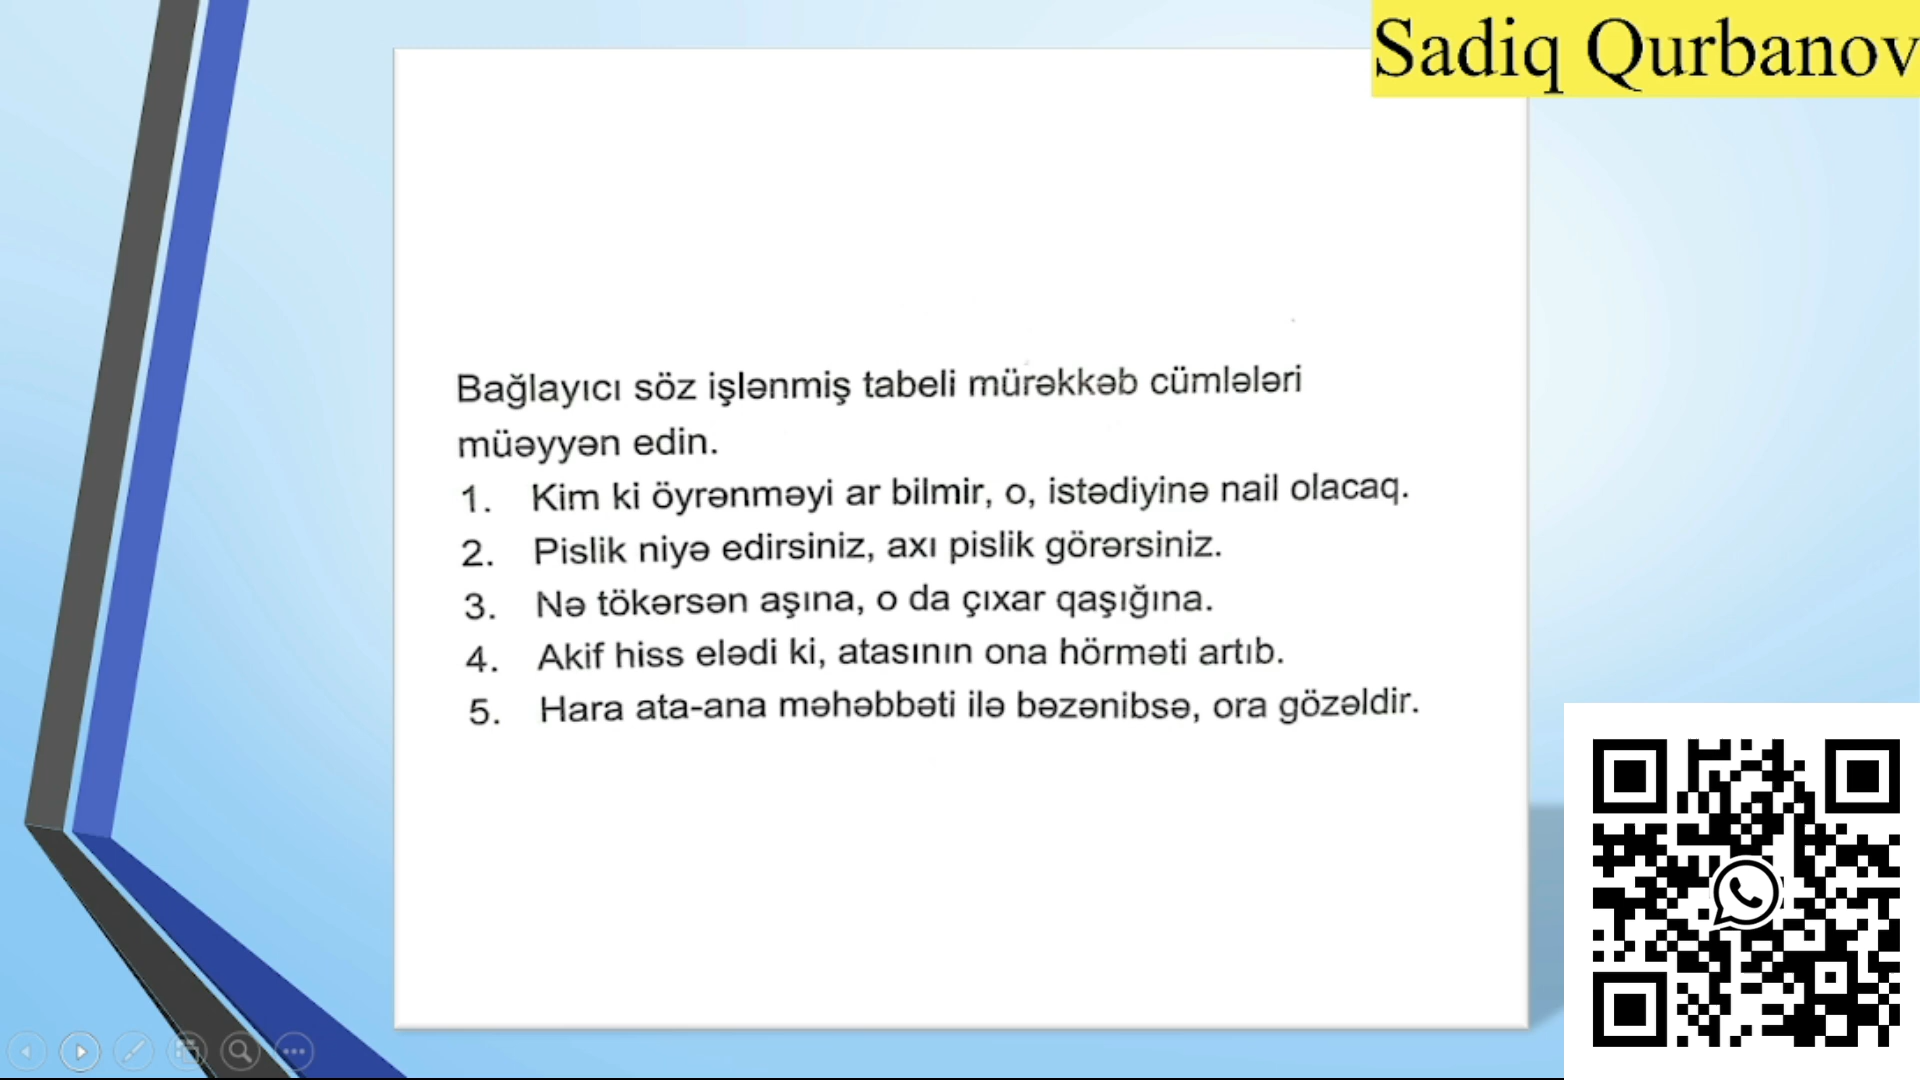 Sadiq Qurbanov
Bağlayıcı söz işlənmiş tabeli mürəkkəb cümlələri
müəyyən edin.
1. Kim ki öyrənməyi ar bilmir, o, istədiyinə nail olacaq.
2. Pislik niyə edirsiniz, axı pislik görərsiniz.
3. Nə tökərsən aşına, o da çıxar qaşığına.
4. Akif hiss elədi ki, atasının ona hörməti artıb.
5. Hara ata-ana məhəbbəti ilə bəzənibsə, ora gözəldir.